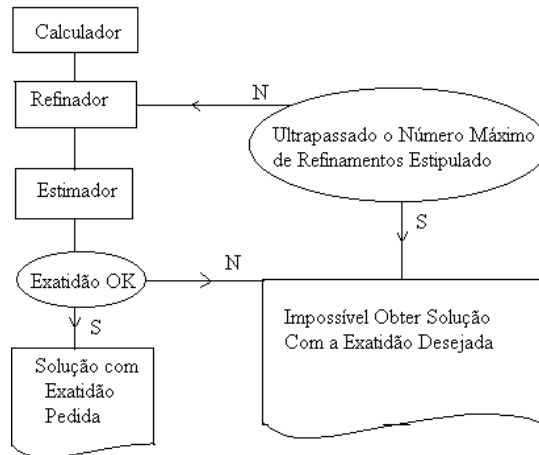 Calculador
Refinador
N
Ultrapassado o Número Máximo
de Refinamentos Estipulado
Estimador
S
Exatidão OK
N
S
Impossível Obter Solução
Com a Exatidão Desejada
Solução com
Exatidão
Pedida